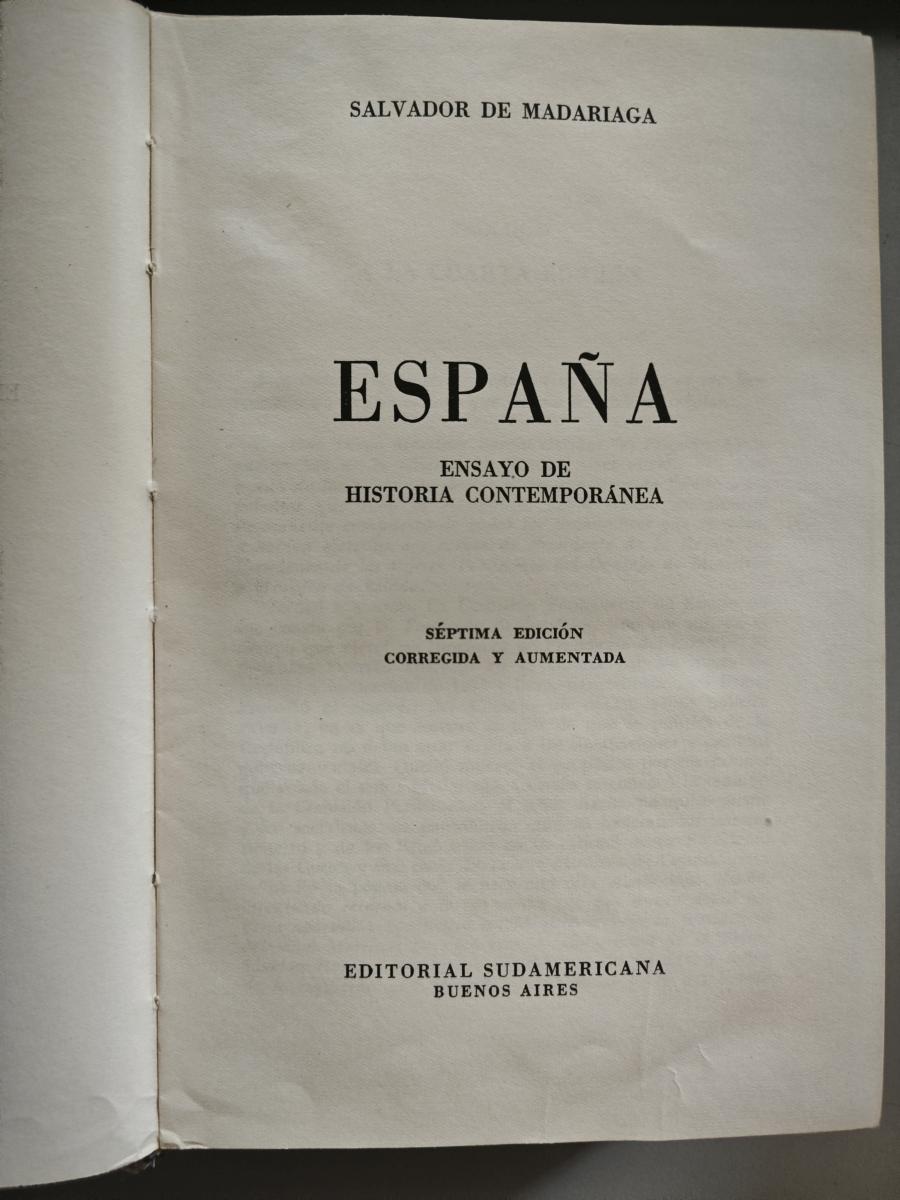 SALVADOR DE MADARIAGA
ESPAÑA
ENSAYO DE
HISTORIA CONTEMPORÁNEA
SÉPTIMA EDICIÓN
CORREGIDA Y AUMENTADA
EDITORIAL SUDAMERICANA
BUENOS AIRES